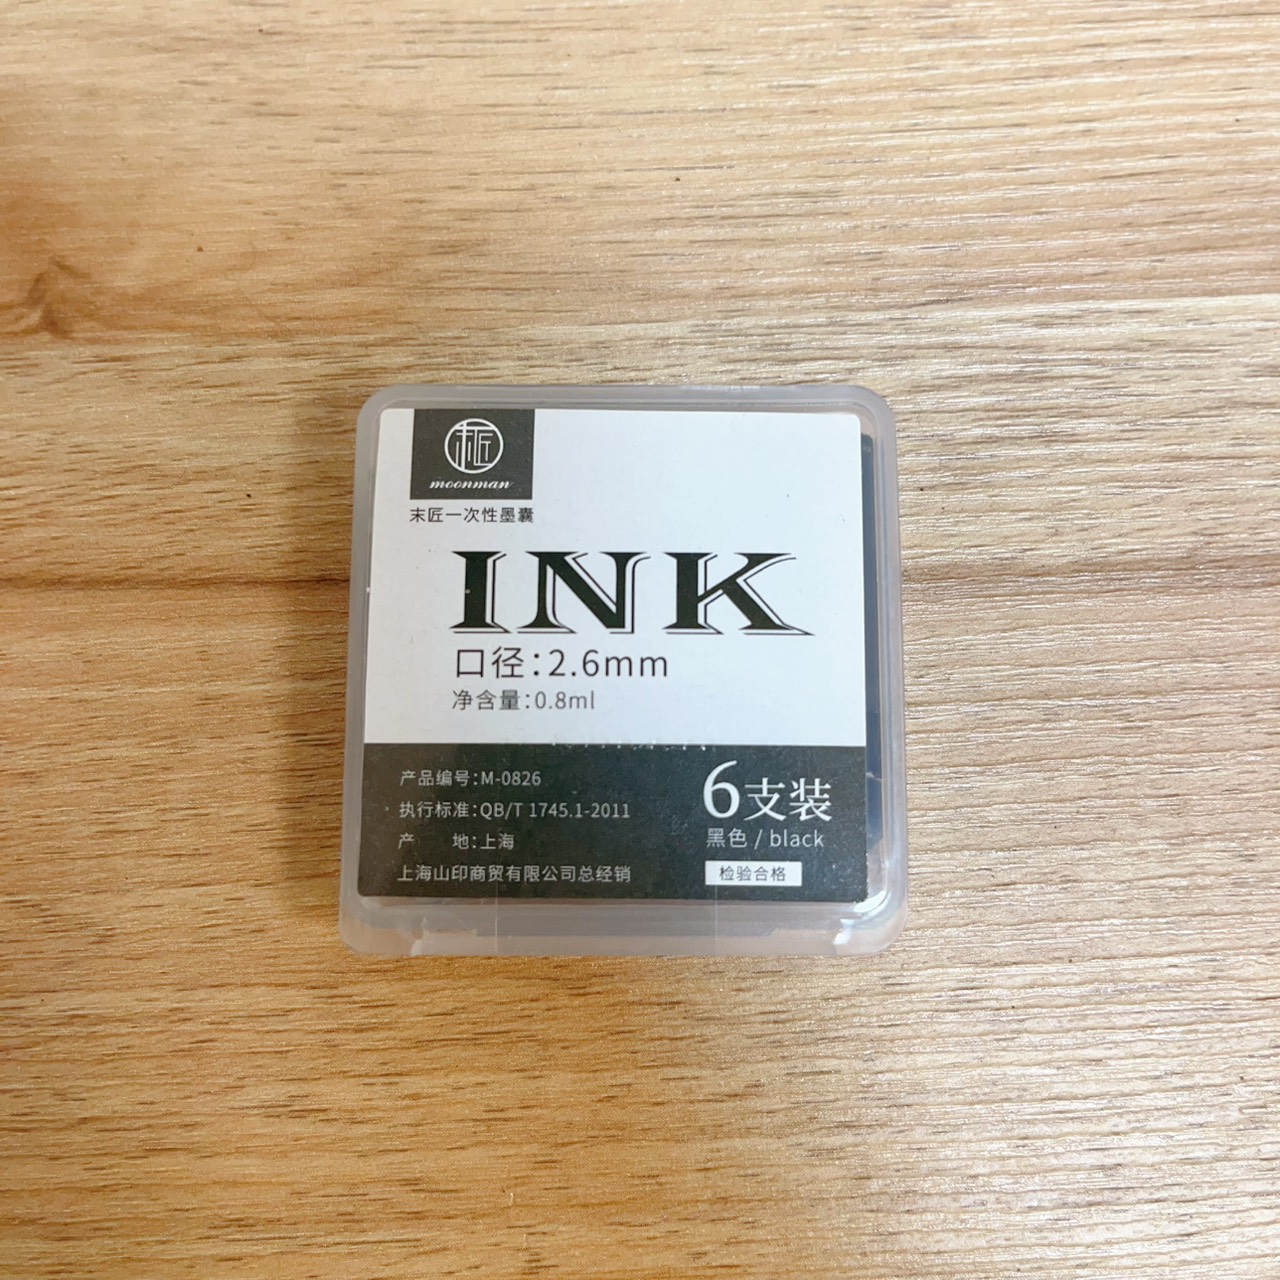 末匠
moonman
末匠一次性墨囊
INK
口径：2.6mm
净含量：0.8ml
产品编号：M-0826
执行标准：QB/T 1745.1-2011
产 地：上海
上海山印商贸有限公司总经销
6支装
黑色 / black
检验合格